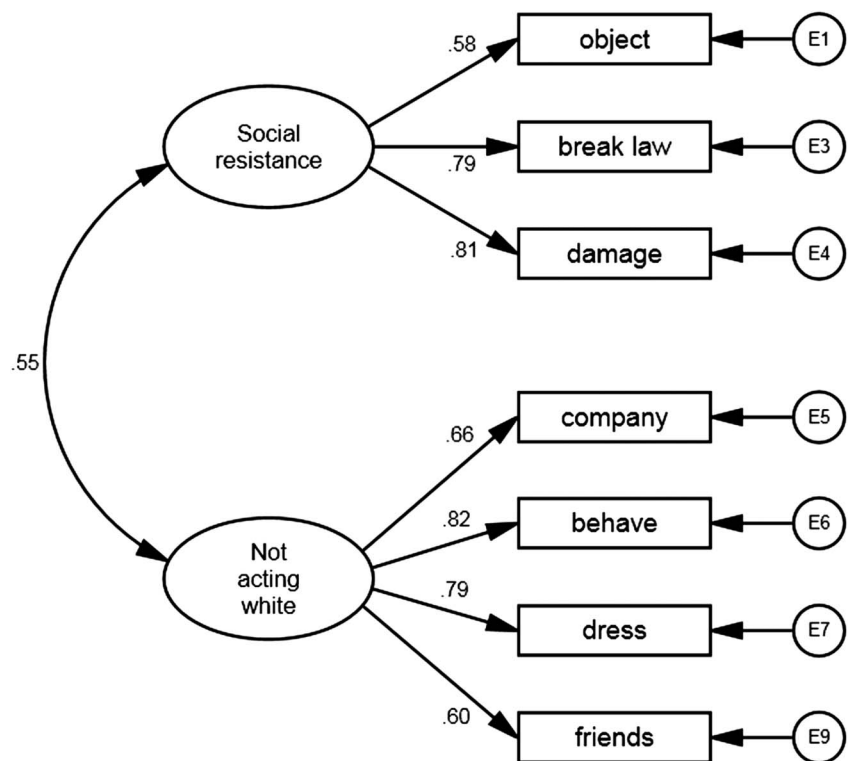 .58
object
E1
Social
resistance
.79
break law
E3
.81
damage
E4
.55
.66
company
E5
.82
behave
E6
Not
acting
white
.79
dress
E7
.60
friends
E9